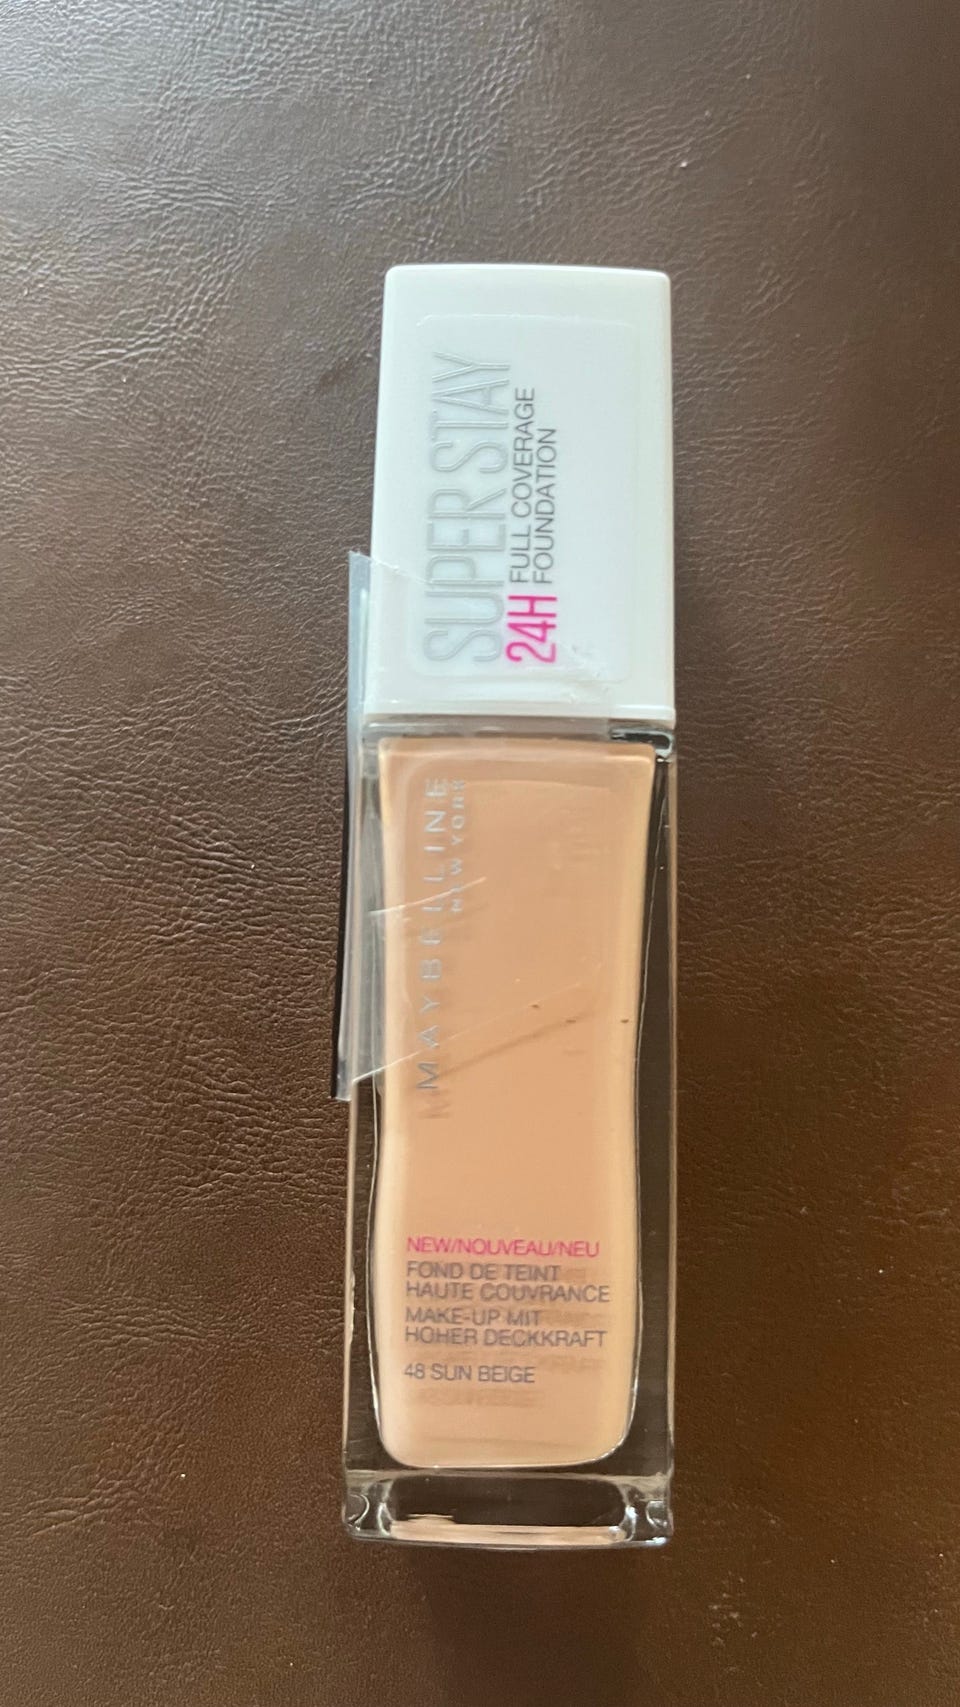 SUPER STAY
24H FULL COVERAGE
FOUNDATION
MAYBELLINE
NEW YORK
NEW/NOUVEAU/NEU
FOND DE TEINT
HAUTE COUVRANCE
MAKE-UP MIT
HOHER DECKKRAFT
48 SUN BEIGE